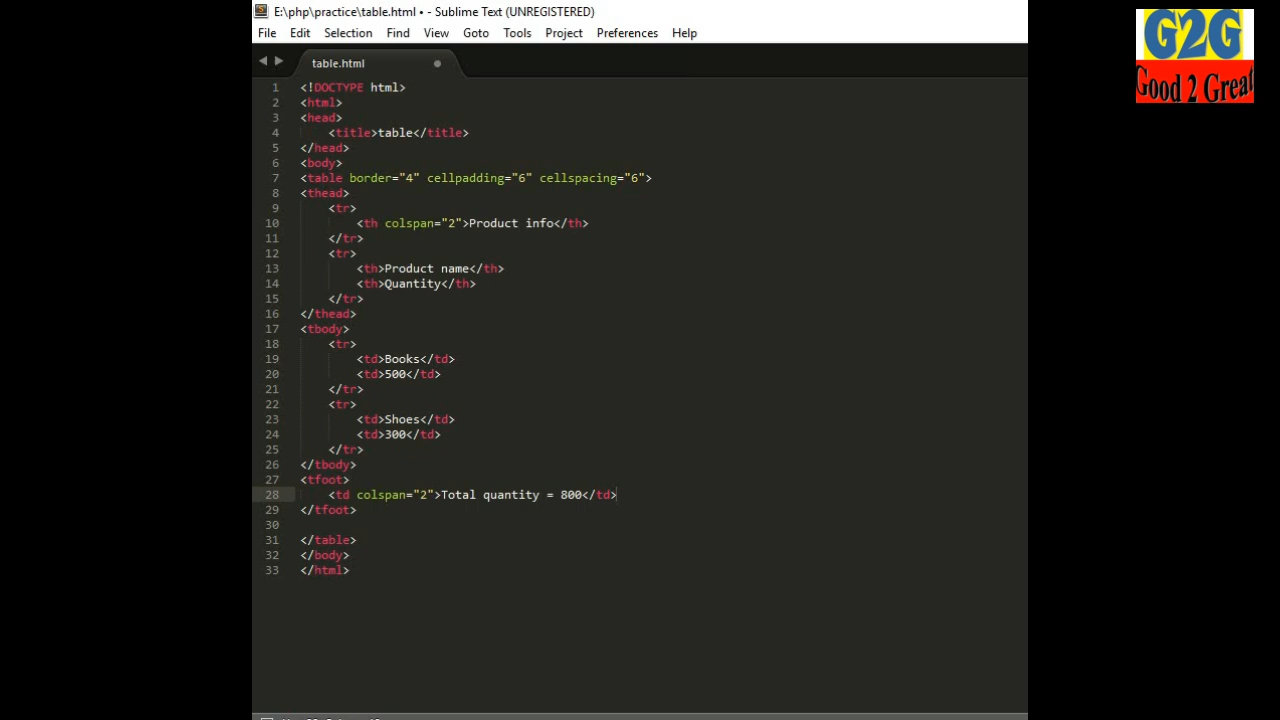 E:\php\practice\table.html • - Sublime Text (UNREGISTERED)
File Edit Selection Find View Goto Tools Project Preferences Help
table.html
1 <!DOCTYPE html>
2 <html>
3 <head>
4 <title>table</title>
5 </head>
6 <body>
7 <table border="4" cellpadding="6" cellspacing="6">
8 <thead>
9 <tr>
10 <th colspan="2">Product info</th>
11 </tr>
12 <tr>
13 <th>Product name</th>
14 <th>Quantity</th>
15 </tr>
16 </thead>
17 <tbody>
18 <tr>
19 <td>Books</td>
20 <td>500</td>
21 </tr>
22 <tr>
23 <td>Shoes</td>
24 <td>300</td>
25 </tr>
26 </tbody>
27 <tfoot>
28 <td colspan="2">Total quantity = 800</td>
29 </tfoot>
30
31 </table>
32 </body>
33 </html>
G2G
Good 2 Great